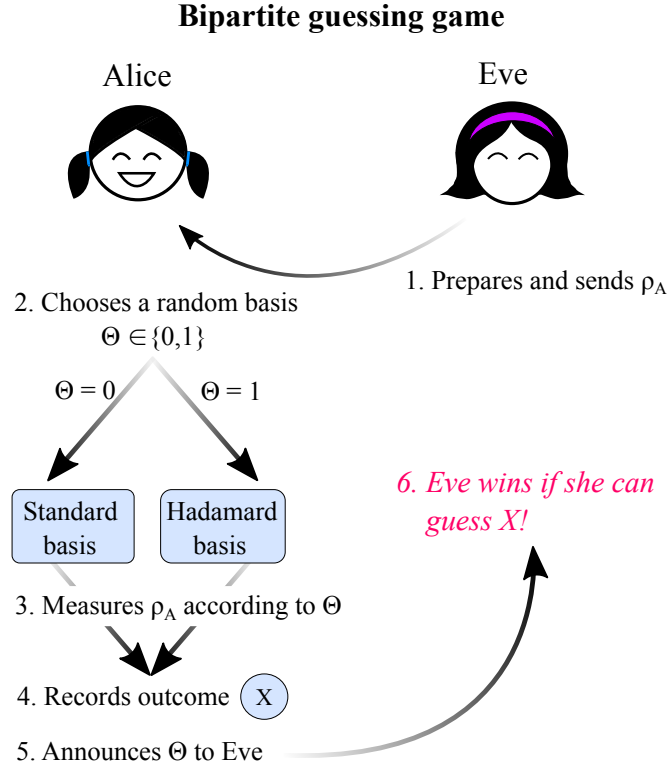 Bipartite guessing game
Alice
Eve
1. Prepares and sends ρA
2. Chooses a random basis
Θ ∈{0,1}
Θ = 0
Θ = 1
Standard
basis
Hadamard
basis
3. Measures ρA according to Θ
4. Records outcome X
5. Announces Θ to Eve
6. Eve wins if she can
guess X!